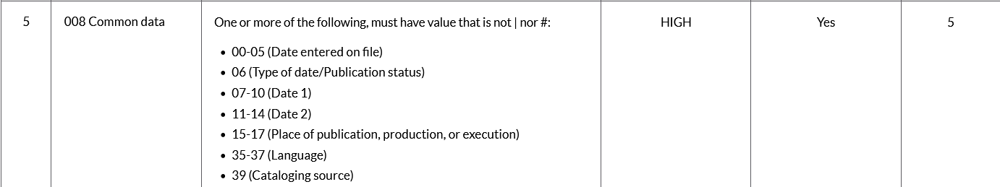 5 008 Common data One or more of the following, must have value that is not | nor #: HIGH Yes 5
• 00-05 (Date entered on file)
• 06 (Type of date/Publication status)
• 07-10 (Date 1)
• 11-14 (Date 2)
• 15-17 (Place of publication, production, or execution)
• 35-37 (Language)
• 39 (Cataloging source)